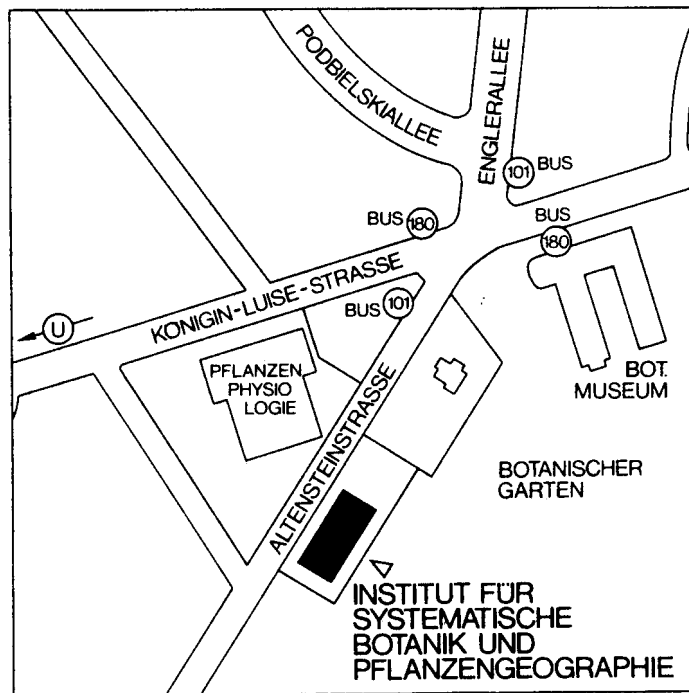 PODBIELSKIALLEE
ENGLERALLEE
101 BUS
BUS 180
BUS
180
KÖNIGIN-LUISE-STRASSE
U
BUS 101
PFLANZEN
PHYSIO
LOGIE
BOT.
MUSEUM
ALTENSTEINSTRASSE
BOTANISCHER
GARTEN
INSTITUT FÜR
SYSTEMATISCHE
BOTANIK UND
PFLANZENGEOGRAPHIE